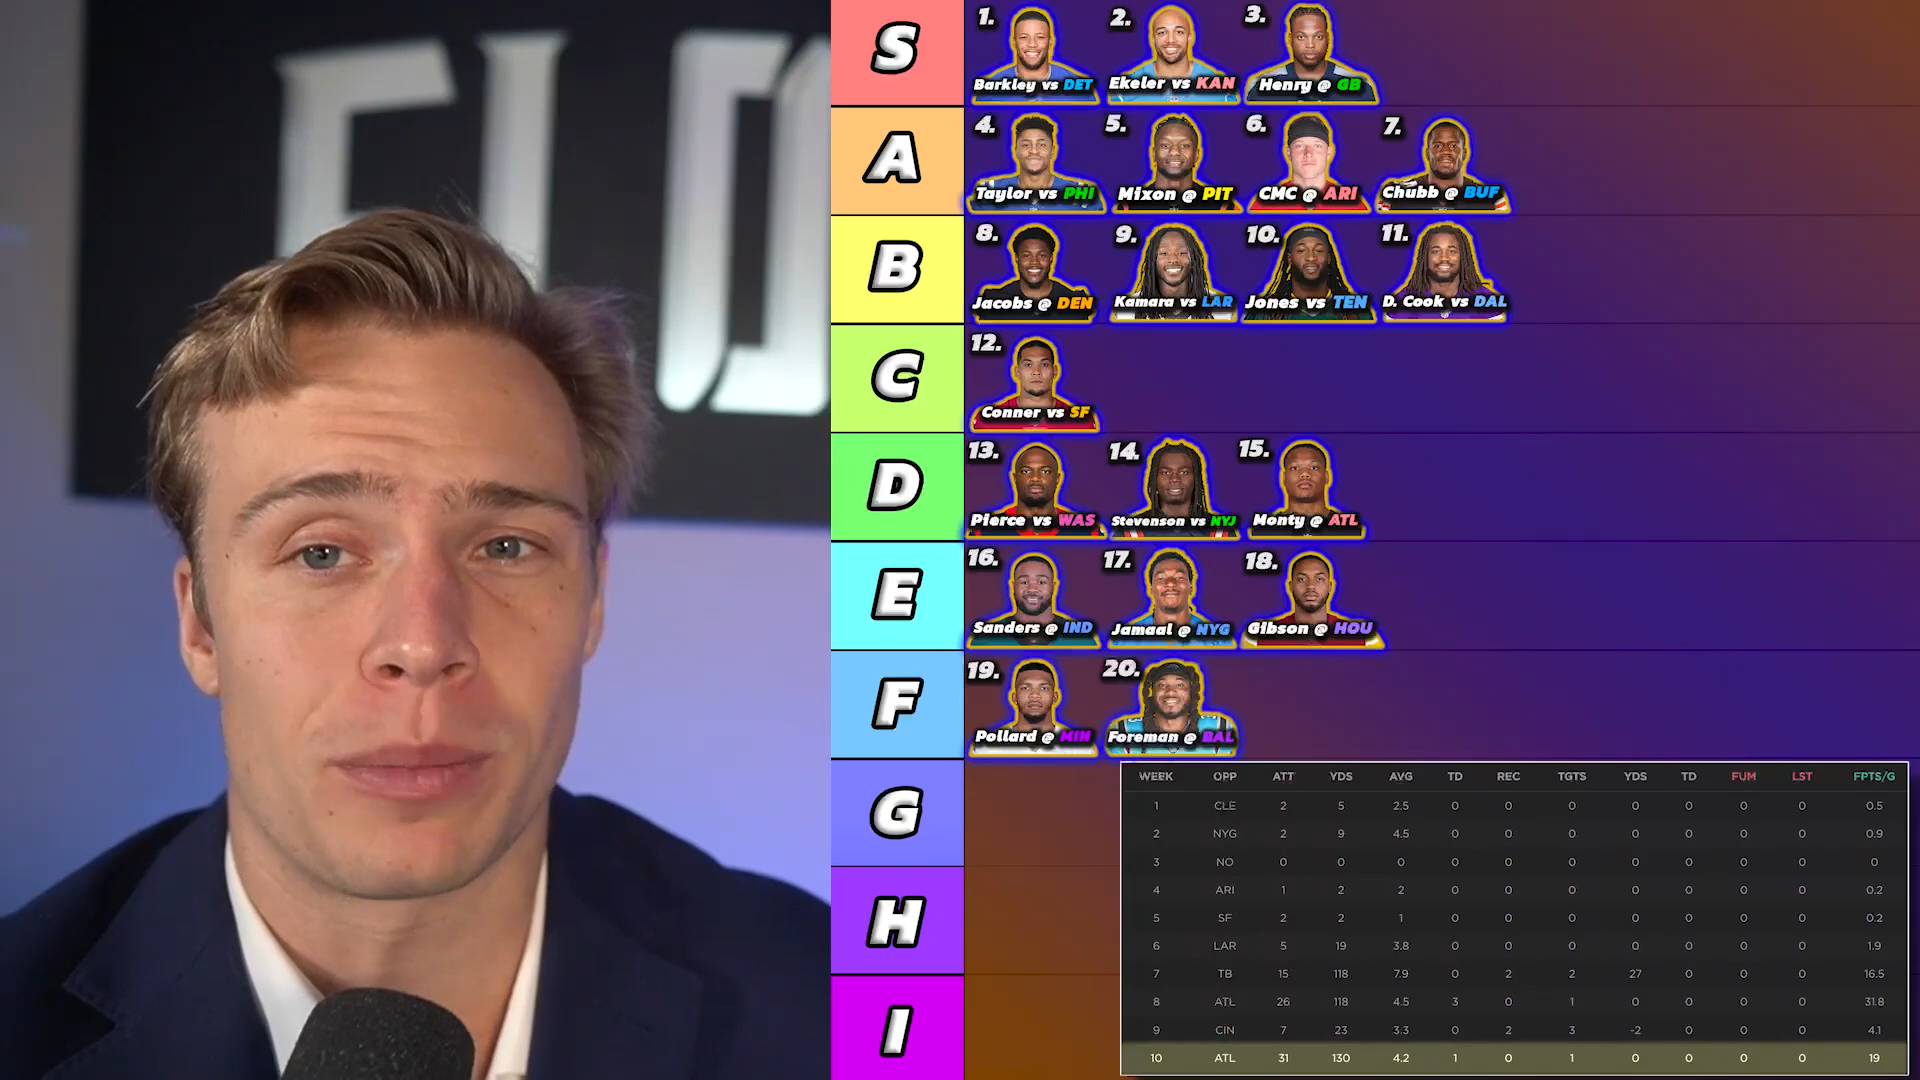 FLO
S
1. 2. 3.
Barkley vs DET Ekeler vs KAN Henry @ GB
A
4. 5. 6. 7.
Taylor vs PHI Mixon @ PIT CMC @ ARI Chubb @ BUF
B
8. 9. 10. 11.
Jacobs @ DEN Kamara vs LAR Jones vs TEN D. Cook vs DAL
C
12.
Conner vs SF
D
13. 14. 15.
Pierce vs WAS Stevenson vs NYJ Monty @ ATL
E
16. 17. 18.
Sanders @ IND Jamaal @ NYG Gibson @ HOU
F
19. 20.
Pollard @ MIN Foreman @ BAL
G
H
I
WEEK OPP ATT YDS AVG TD REC TGTS YDS TD FUM LST FPTS/G
1 CLE 2 5 2.5 0 0 0 0 0 0 0 0.5
2 NYG 2 9 4.5 0 0 0 0 0 0 0 0.9
3 NO 0 0 0 0 0 0 0 0 0 0 0
4 ARI 1 2 2 0 0 0 0 0 0 0 0.2
5 SF 2 2 1 0 0 0 0 0 0 0 0.2
6 LAR 5 19 3.8 0 0 0 0 0 0 0 1.9
7 TB 15 118 7.9 0 2 2 27 0 0 0 16.5
8 ATL 26 118 4.5 3 0 1 0 0 0 0 31.8
9 CIN 7 23 3.3 0 2 3 -2 0 0 0 4.1
10 ATL 31 130 4.2 1 0 1 0 0 0 0 19